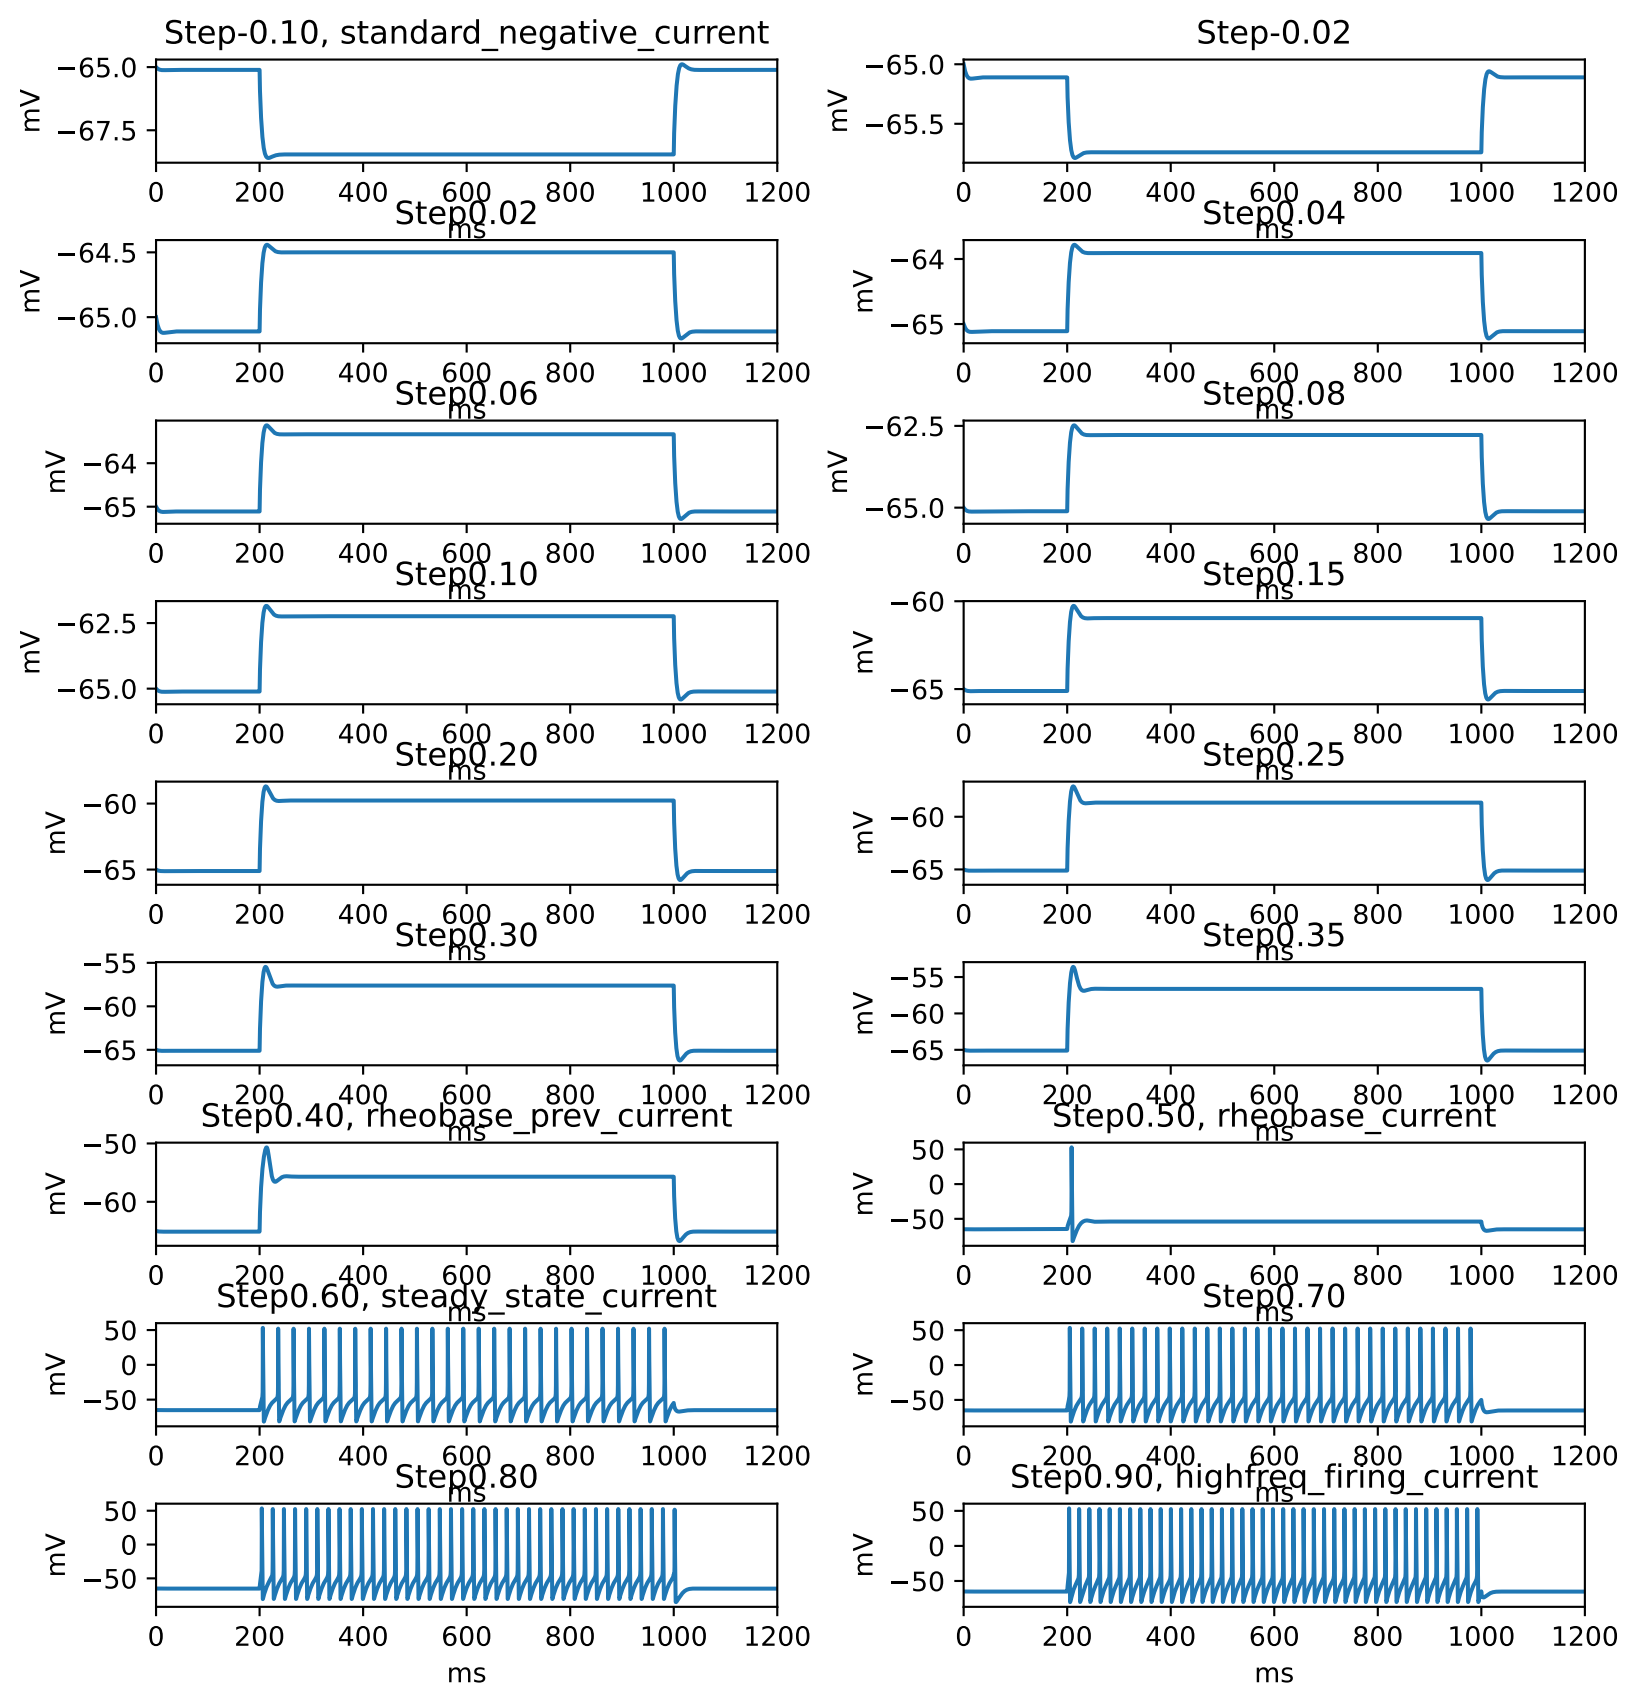 Step-0.10, standard_negative_current
Step-0.02
−65.0
−67.5
mV
0 200 400 600 800 1000 1200
ms
−65.0
−65.5
mV
0 200 400 600 800 1000 1200
ms
Step0.02
Step0.04
−64.5
−65.0
mV
0 200 400 600 800 1000 1200
ms
−64
−65
mV
0 200 400 600 800 1000 1200
ms
Step0.06
Step0.08
−64
−65
mV
0 200 400 600 800 1000 1200
ms
−62.5
−65.0
mV
0 200 400 600 800 1000 1200
ms
Step0.10
Step0.15
−62.5
−65.0
mV
0 200 400 600 800 1000 1200
ms
−60
−65
mV
0 200 400 600 800 1000 1200
ms
Step0.20
Step0.25
−60
−65
mV
0 200 400 600 800 1000 1200
ms
−60
−65
mV
0 200 400 600 800 1000 1200
ms
Step0.30
Step0.35
−55
−60
−65
mV
0 200 400 600 800 1000 1200
ms
−55
−60
−65
mV
0 200 400 600 800 1000 1200
ms
Step0.40, rheobase_prev_current
Step0.50, rheobase_current
−50
−60
mV
0 200 400 600 800 1000 1200
ms
50
0
−50
mV
0 200 400 600 800 1000 1200
ms
Step0.60, steady_state_current
Step0.70
50
0
−50
mV
0 200 400 600 800 1000 1200
ms
50
0
−50
mV
0 200 400 600 800 1000 1200
ms
Step0.80
Step0.90, highfreq_firing_current
50
0
−50
mV
0 200 400 600 800 1000 1200
ms
50
0
−50
mV
0 200 400 600 800 1000 1200
ms